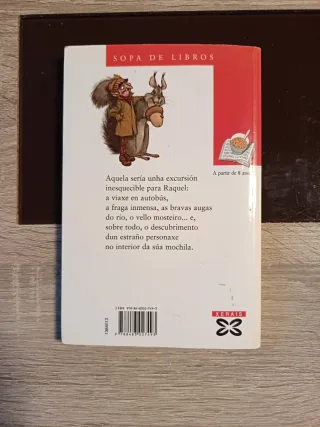 SOPA DE LIBROS
A partir de 8 anos
Aquela sería unha excursión
inesquecible para Raquel:
a viaxe en autobús,
a fraga inmensa, as bravas augas
do río, o vello mosteiro... e,
sobre todo, o descubrimento
dun estraño personaxe
no interior da súa mochila.
XERAIS